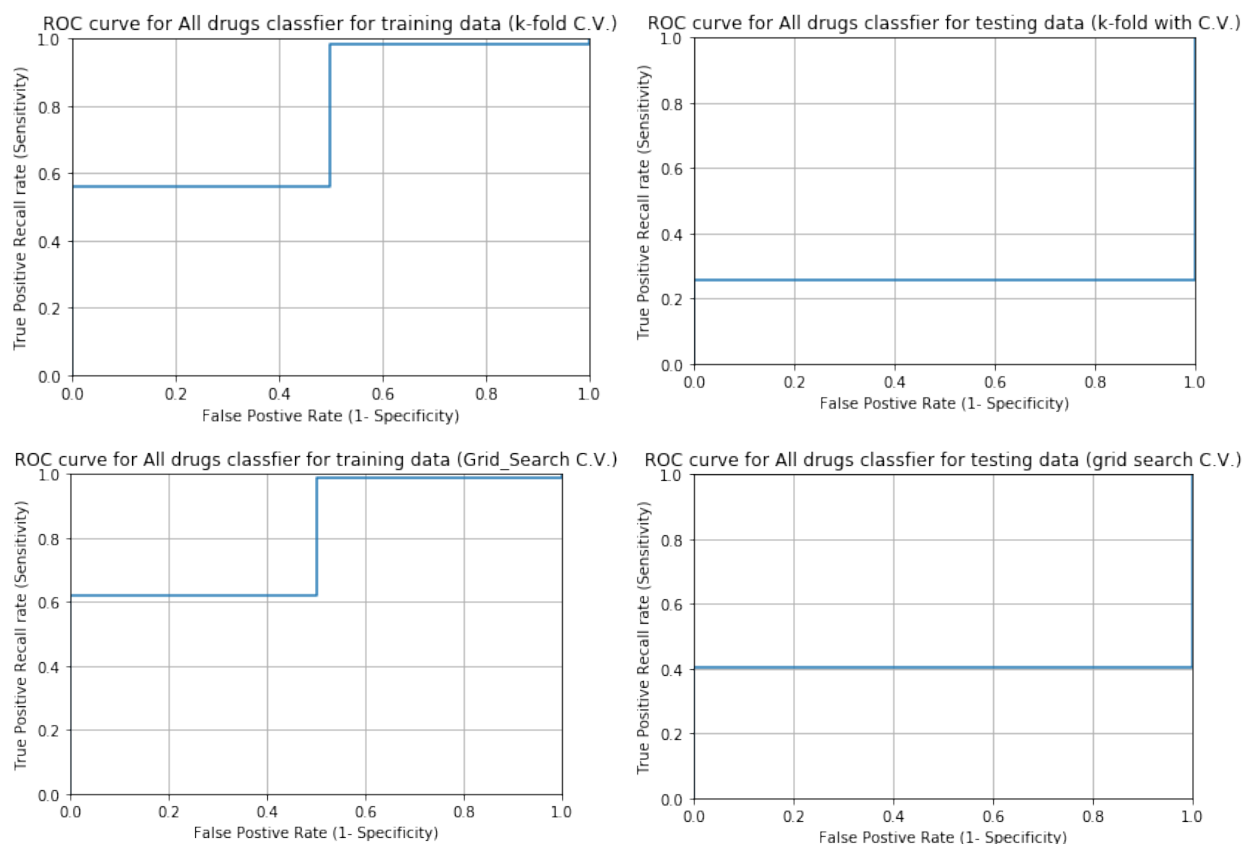 ROC curve for All drugs classfier for training data (k-fold C.V.)
1.0
0.8
0.6
0.4
0.2
0.0
True Positive Recall rate (Sensitivity)
0.0 0.2 0.4 0.6 0.8 1.0
False Postive Rate (1- Specificity)
ROC curve for All drugs classfier for testing data (k-fold with C.V.)
1.0
0.8
0.6
0.4
0.2
0.0
True Positive Recall rate (Sensitivity)
0.0 0.2 0.4 0.6 0.8 1.0
False Postive Rate (1- Specificity)
ROC curve for All drugs classfier for training data (Grid_Search C.V.)
1.0
0.8
0.6
0.4
0.2
0.0
True Positive Recall rate (Sensitivity)
0.0 0.2 0.4 0.6 0.8 1.0
False Postive Rate (1- Specificity)
ROC curve for All drugs classfier for testing data (grid search C.V.)
1.0
0.8
0.6
0.4
0.2
0.0
True Positive Recall rate (Sensitivity)
0.0 0.2 0.4 0.6 0.8 1.0
False Postive Rate (1- Specificity)